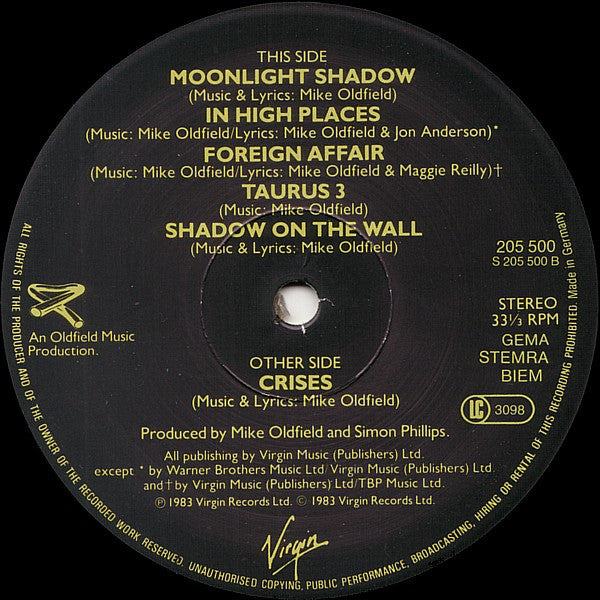 THIS SIDE
MOONLIGHT SHADOW
(Music & Lyrics: Mike Oldfield)
IN HIGH PLACES
(Music: Mike Oldfield/Lyrics: Mike Oldfield & Jon Anderson)*
FOREIGN AFFAIR
(Music: Mike Oldfield/Lyrics: Mike Oldfield & Maggie Reilly)†
TAURUS 3
(Music: Mike Oldfield)
SHADOW ON THE WALL
(Music & Lyrics: Mike Oldfield)
205 500
S 205 500 B
STEREO
33⅓ RPM
GEMA
STEMRA
BIEM
LC 3098
An Oldfield Music
Production.
OTHER SIDE
CRISES
(Music & Lyrics: Mike Oldfield)
Produced by Mike Oldfield and Simon Phillips.
All publishing by Virgin Music (Publishers) Ltd.
except * by Warner Brothers Music Ltd/Virgin Music (Publishers) Ltd.
and † by Virgin Music (Publishers) Ltd/TBP Music Ltd.
℗ 1983 Virgin Records Ltd. © 1983 Virgin Records Ltd.
Virgin
ALL RIGHTS OF THE PRODUCER AND OF THE OWNER OF THE RECORDED WORK RESERVED. UNAUTHORISED COPYING, PUBLIC PERFORMANCE, BROADCASTING, HIRING OR RENTAL OF THIS RECORDING PROHIBITED. Made in Germany